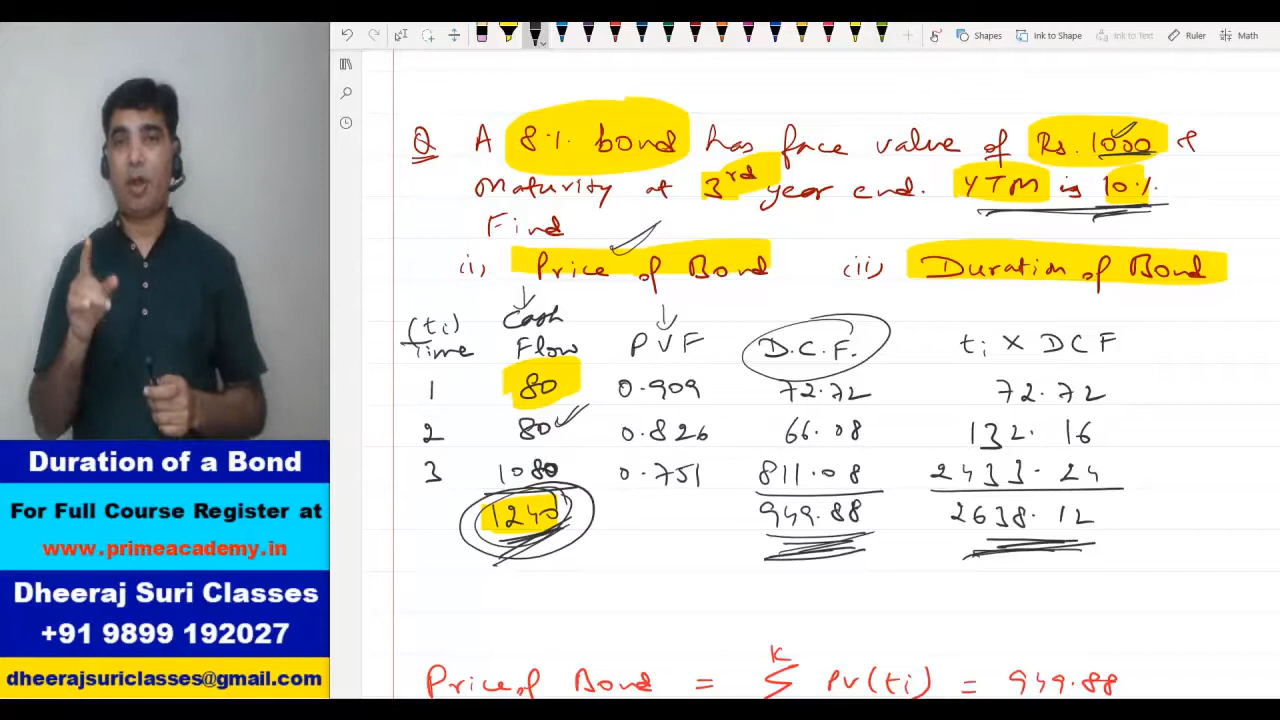 Shapes
Ink to Shape
Ink to Text
Ruler
Math
Q A 8% bond has face value of Rs. 1000 &
Maturity at 3rd year end. YTM is 10%.
Find
(i) Price of Bond (ii) Duration of Bond
(ti) Time Cash Flow PVF D.C.F. ti X DCF
1 80 0.909 72.72 72.72
2 80 0.826 66.08 132.16
3 1080 0.751 811.08 2433.24
1240 949.88 2638.12
K
Price of Bond = Σ PV(ti) = 949.88
Duration of a Bond
For Full Course Register at
www.primeacademy.in
Dheeraj Suri Classes
+91 9899 192027
dheerajsuriclasses@gmail.com